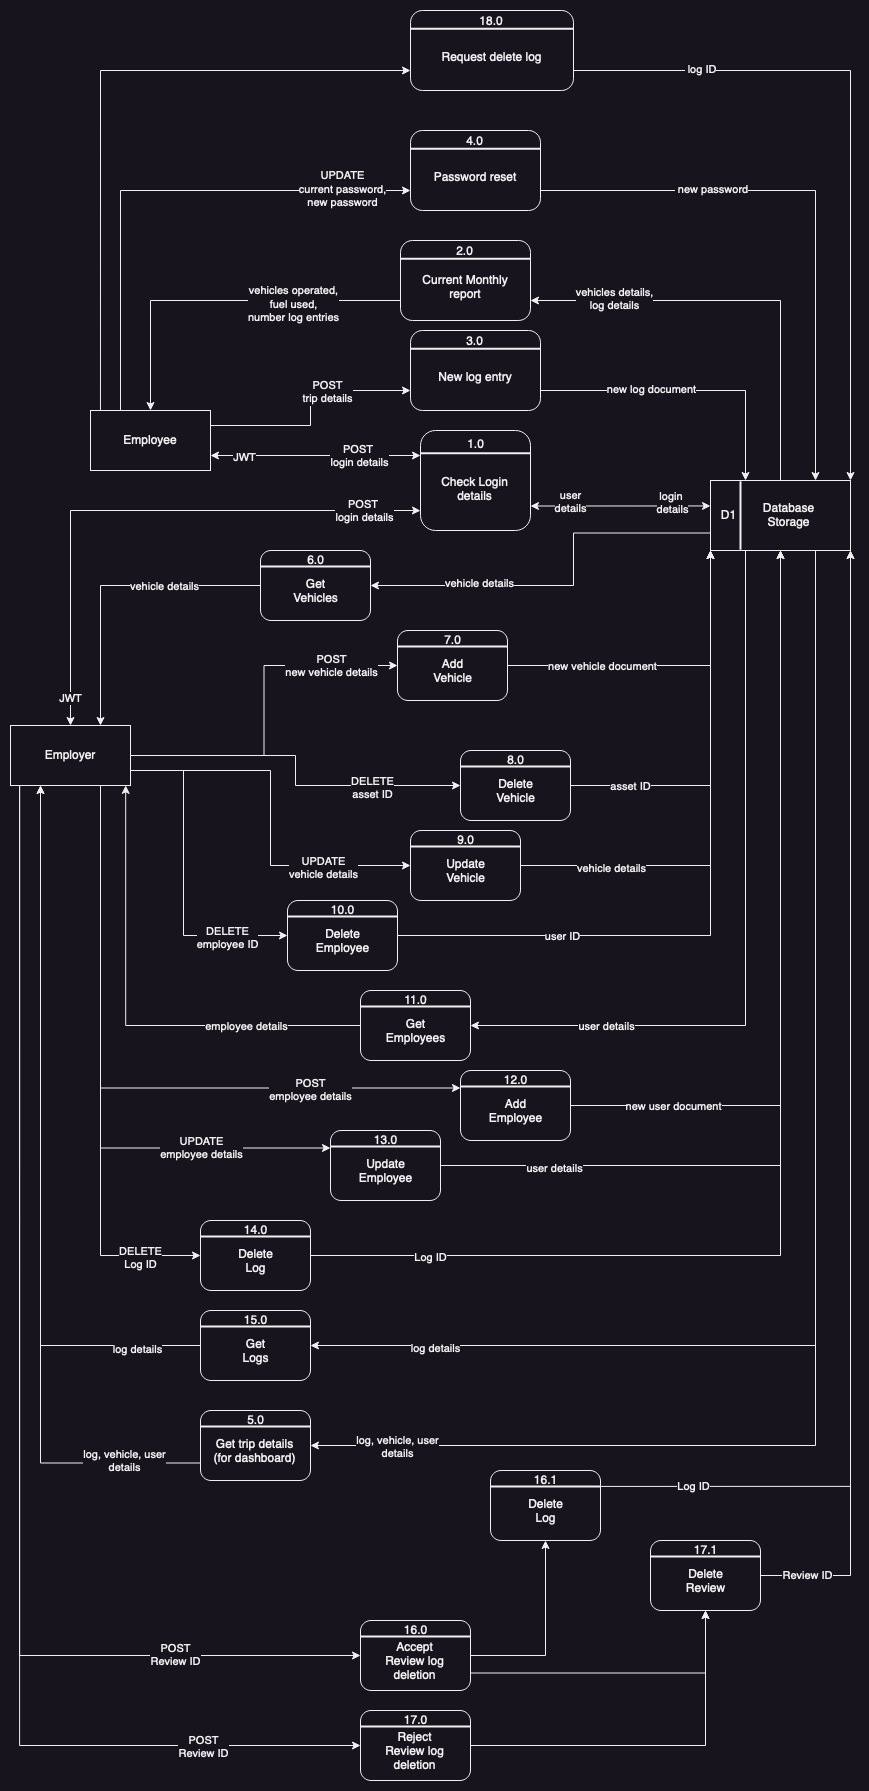 18.0
Request delete log
log ID
4.0
UPDATE
current password,
new password
Password reset
new password
2.0
vehicles operated,
fuel used,
number log entries
Current Monthly
report
vehicles details,
log details
3.0
POST
trip details
New log entry
new log document
Employee
1.0
JWT
POST
login details
Check Login
details
user
details
login
details
D1
Database
Storage
POST
login details
6.0
vehicle details
Get
Vehicles
vehicle details
7.0
POST
new vehicle details
Add
Vehicle
new vehicle document
JWT
Employer
8.0
DELETE
asset ID
Delete
Vehicle
asset ID
9.0
UPDATE
vehicle details
Update
Vehicle
vehicle details
10.0
DELETE
employee ID
Delete
Employee
user ID
11.0
employee details
Get
Employees
user details
12.0
POST
employee details
Add
Employee
new user document
13.0
UPDATE
employee details
Update
Employee
user details
14.0
DELETE
Log ID
Delete
Log
Log ID
15.0
log details
Get
Logs
log details
5.0
log, vehicle, user
details
Get trip details
(for dashboard)
log, vehicle, user
details
16.1
Delete
Log
Log ID
17.1
Delete
Review
Review ID
16.0
POST
Review ID
Accept
Review log
deletion
17.0
POST
Review ID
Reject
Review log
deletion